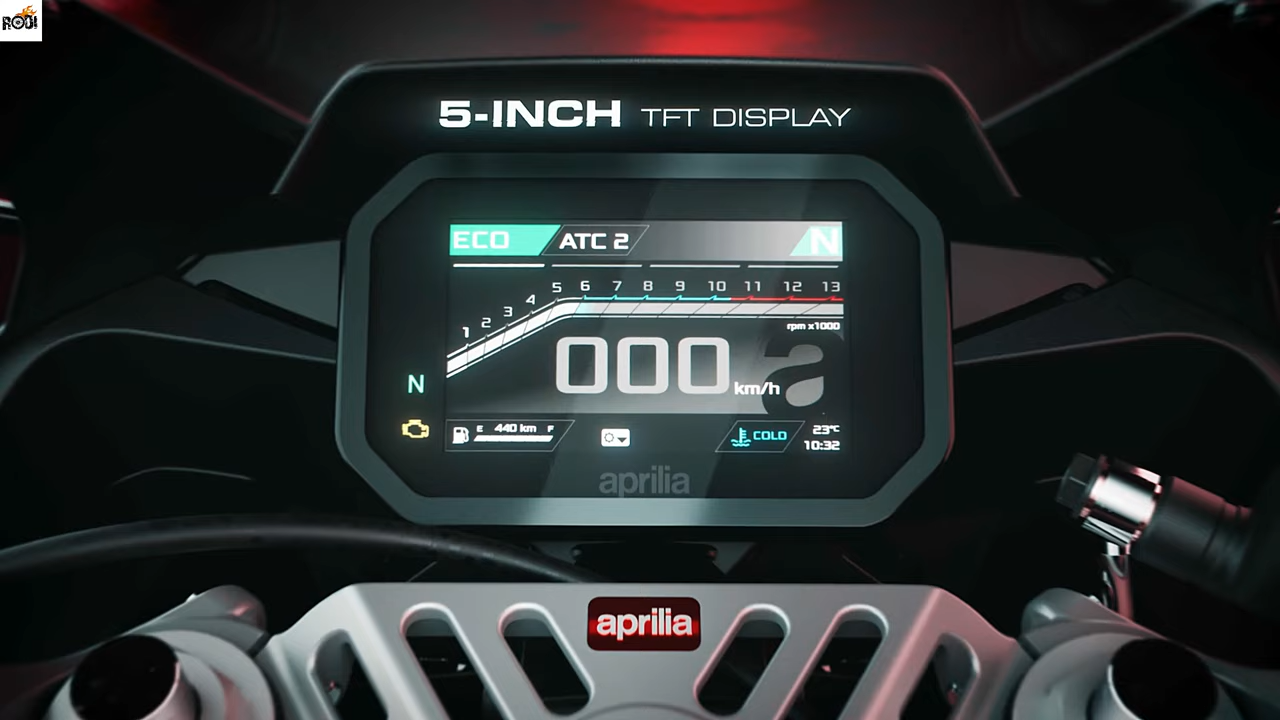 ROJI
5-INCH TFT DISPLAY
ECO ATC 2 N
1 2 3 4 5 6 7 8 9 10 11 12 13
rpm x1000
000 km/h a
N
E 440 km F
COLD
23°C
10:32
aprilia
aprilia